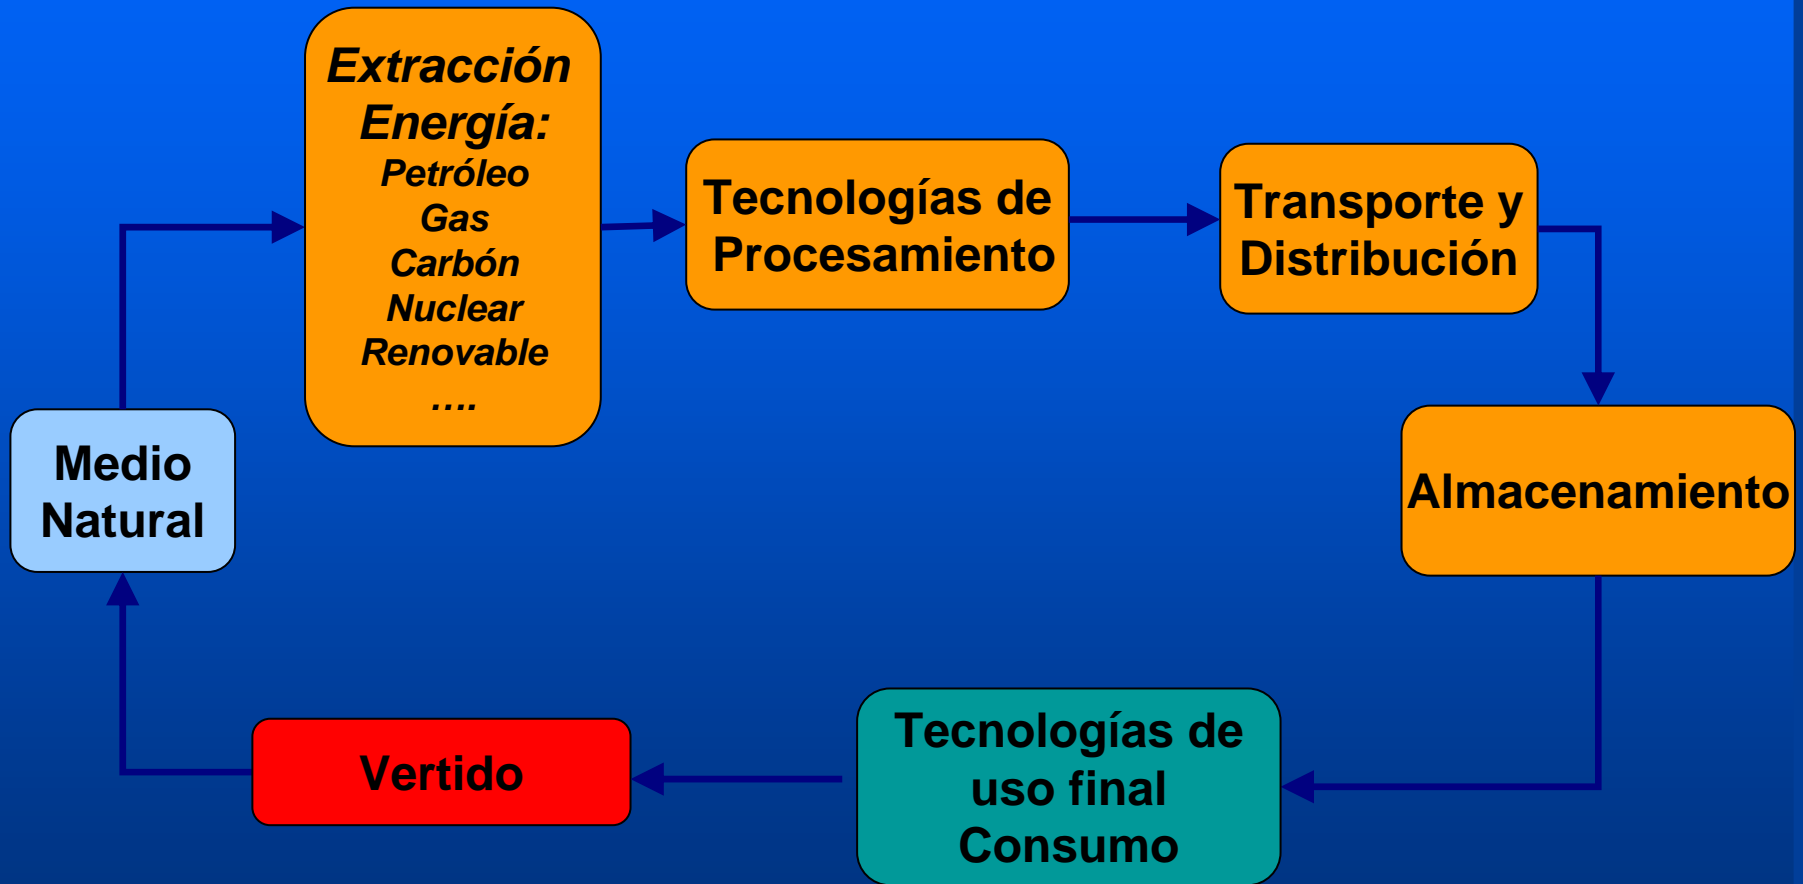 Extracción
Energía:
Petróleo
Gas
Carbón
Nuclear
Renovable
….
Tecnologías de
Procesamiento
Transporte y
Distribución
Almacenamiento
Tecnologías de
uso final
Consumo
Vertido
Medio
Natural